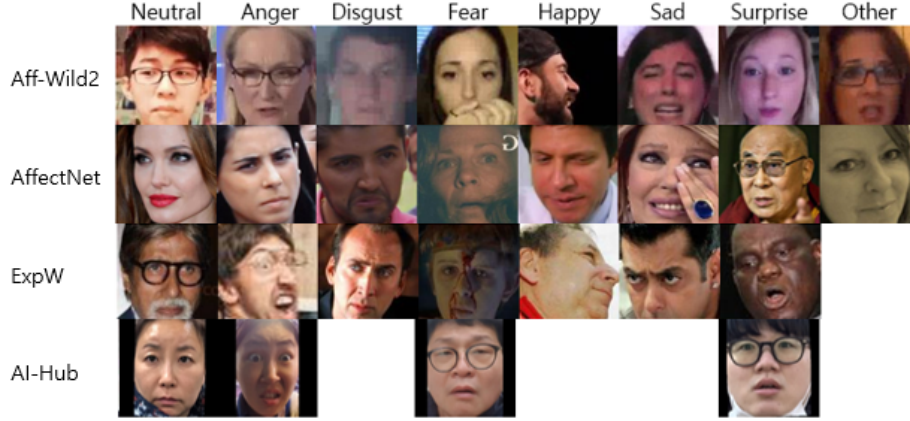 Neutral Anger Disgust Fear Happy Sad Surprise Other
Aff-Wild2
AffectNet
ExpW
AI-Hub